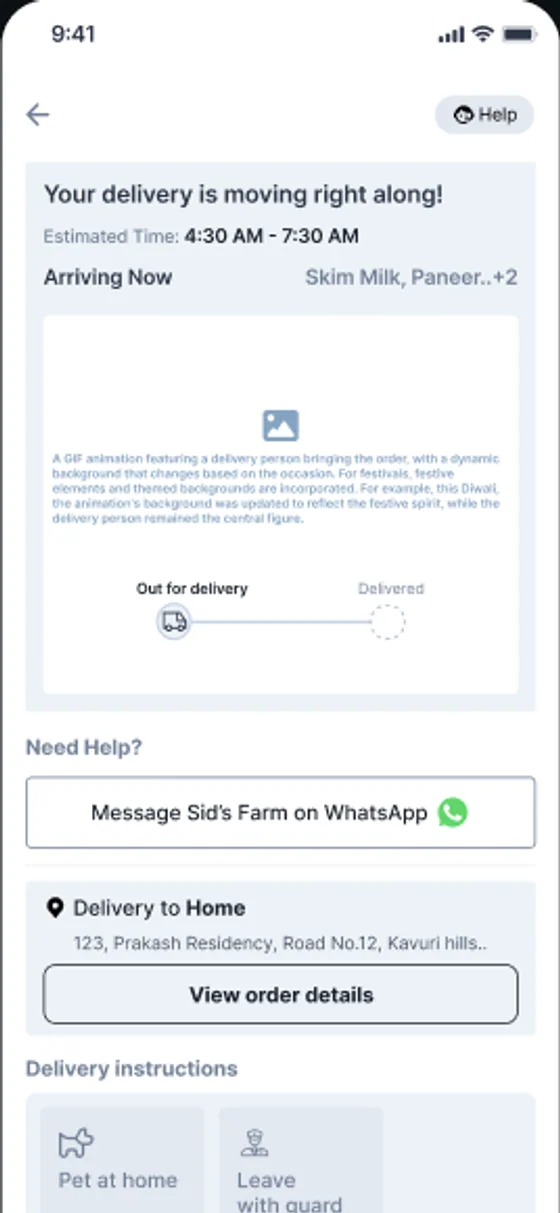 9:41
Help
Your delivery is moving right along!
Estimated Time: 4:30 AM - 7:30 AM
Arriving Now
Skim Milk, Paneer..+2
A GIF animation featuring a delivery person bringing the order, with a dynamic
background that changes based on the occasion. For festivals, festive
elements and themed backgrounds are incorporated. For example, this Diwali,
the animation's background was updated to reflect the festive spirit, while the
delivery person remained the central figure.
Out for delivery
Delivered
Need Help?
Message Sid's Farm on WhatsApp
Delivery to Home
123, Prakash Residency, Road No.12, Kavuri hills..
View order details
Delivery instructions
Pet at home
Leave
with guard